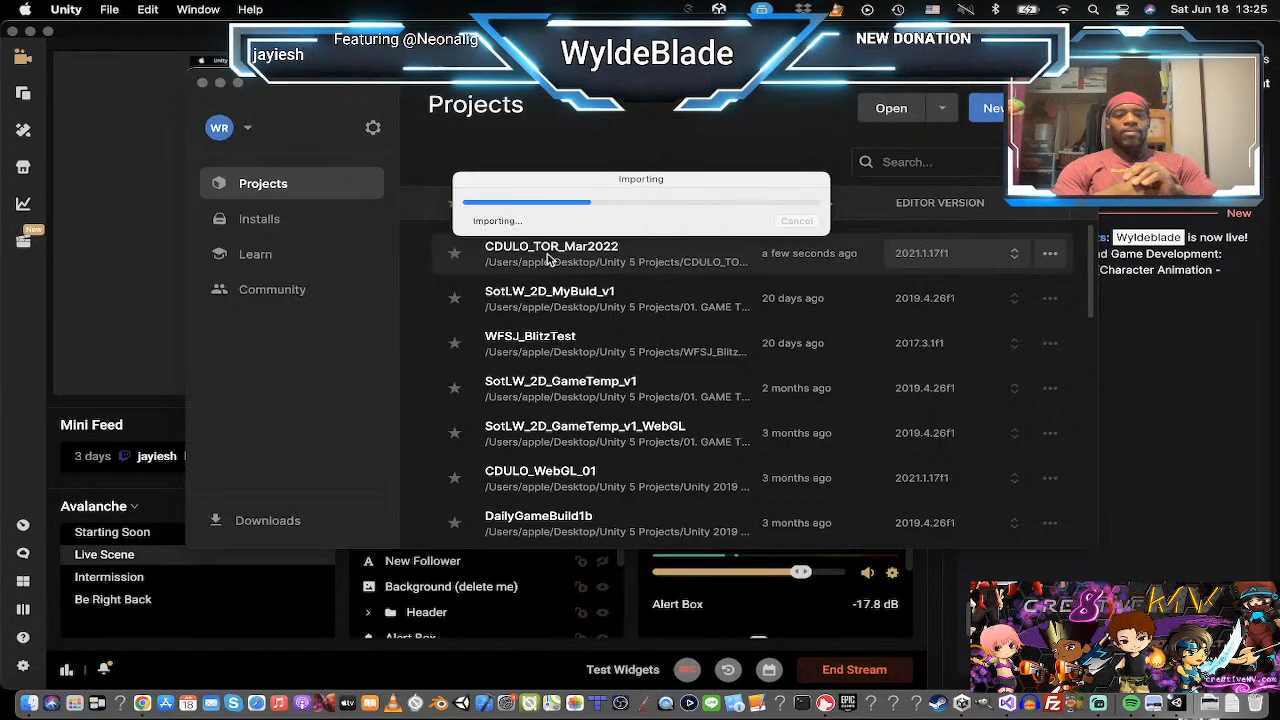 Unity
File
Edit
Window
Help
Sat Jun 18 13:25
Featuring @Neonalig
jayiesh
WyldeBlade
NEW DONATION
Unity
WR
Projects
Open
New
Search...
Projects
Installs
Learn
Community
Downloads
Importing
Importing...
Cancel
EDITOR VERSION
CDULO_TOR_Mar2022
/Users/apple/Desktop/Unity 5 Projects/CDULO_TO...
a few seconds ago
2021.1.17f1
SotLW_2D_MyBuld_v1
/Users/apple/Desktop/Unity 5 Projects/01. GAME T...
20 days ago
2019.4.26f1
WFSJ_BlitzTest
/Users/apple/Desktop/Unity 5 Projects/WFSJ_Blitz...
20 days ago
2017.3.1f1
SotLW_2D_GameTemp_v1
/Users/apple/Desktop/Unity 5 Projects/01. GAME T...
2 months ago
2019.4.26f1
SotLW_2D_GameTemp_v1_WebGL
/Users/apple/Desktop/Unity 5 Projects/01. GAME T...
3 months ago
2019.4.26f1
CDULO_WebGL_01
/Users/apple/Desktop/Unity 5 Projects/Unity 2019 ...
3 months ago
2021.1.17f1
DailyGameBuild1b
/Users/apple/Desktop/Unity 5 Projects/Unity 2019 ...
3 months ago
2019.4.26f1
New
New
Wyldeblade is now live!
nd Game Development:
Character Animation -
Mini Feed
3 days jayiesh
Avalanche
Starting Soon
Live Scene
Intermission
Be Right Back
New Follower
Background (delete me)
Header
Alert Box
Alert Box
-17.8 dB
Test Widgets
REC
End Stream
CRE8TIVEMW
cre8tiveNV.com